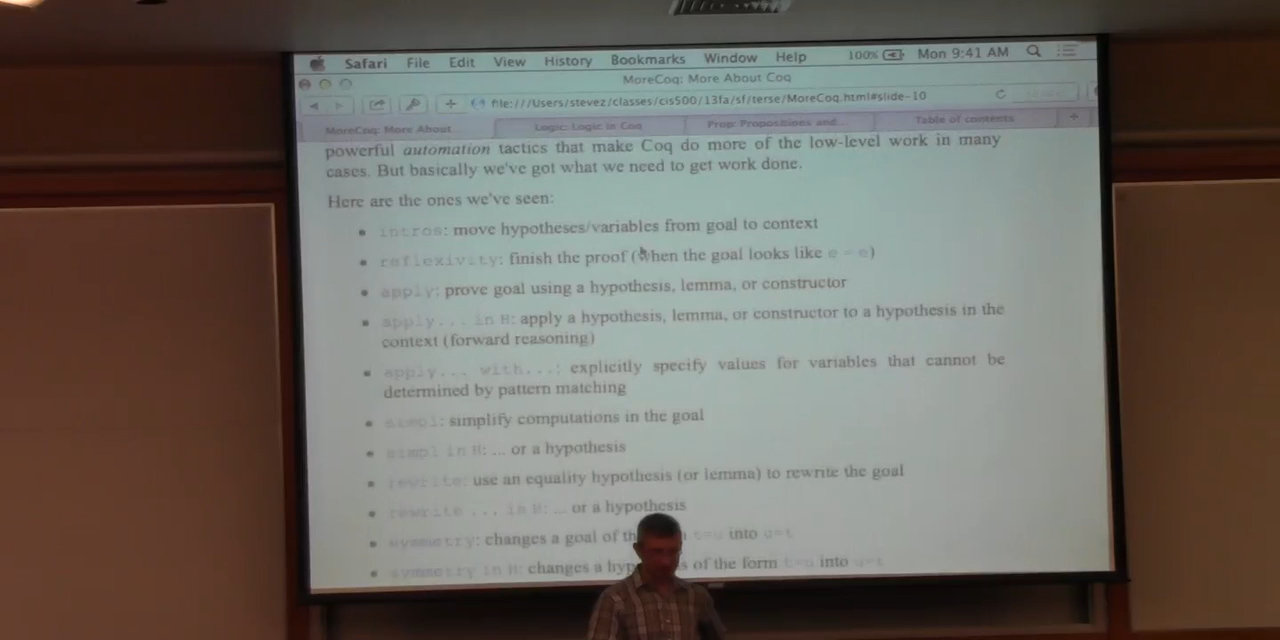 Safari File Edit View History Bookmarks Window Help 100% Mon 9:41 AM
MoreCoq: More About Coq
file:///Users/stevez/classes/cis500/13fa/sf/terse/MoreCoq.html#slide-10
MoreCoq: More About Logic: Logic in Coq Prop: Propositions and... Table of contents
powerful automation tactics that make Coq do more of the low-level work in many
cases. But basically we've got what we need to get work done.
Here are the ones we've seen:
intros: move hypotheses/variables from goal to context
reflexivity: finish the proof (when the goal looks like e = e)
apply: prove goal using a hypothesis, lemma, or constructor
apply... in H: apply a hypothesis, lemma, or constructor to a hypothesis in the
context (forward reasoning)
apply... with...: explicitly specify values for variables that cannot be
determined by pattern matching
simpl: simplify computations in the goal
simpl in H: ... or a hypothesis
rewrite: use an equality hypothesis (or lemma) to rewrite the goal
rewrite ... in H: ... or a hypothesis
symmetry: changes a goal of t=u into u=t
symmetry in H: changes a of the form t=u into u=t